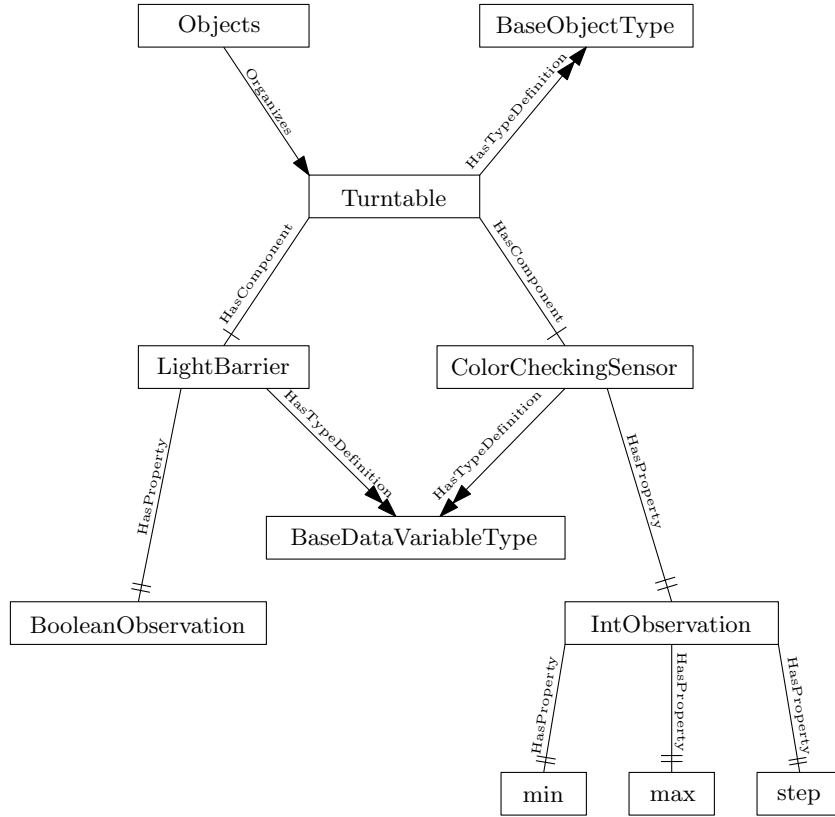 Objects
BaseObjectType
Organizes
HasTypeDefinition
Turntable
HasComponent
HasComponent
LightBarrier
ColorCheckingSensor
HasProperty
HasTypeDefinition
HasTypeDefinition
HasProperty
BaseDataVariableType
BooleanObservation
IntObservation
HasProperty
HasProperty
HasProperty
min
max
step